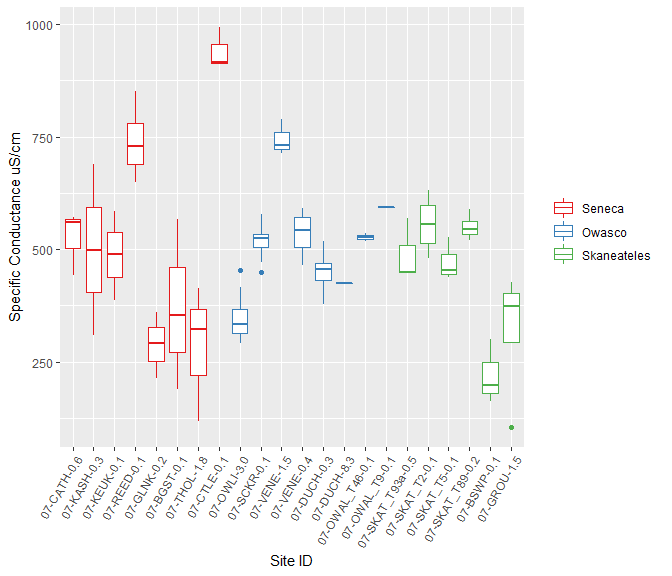 1000
750
500
250
Specific Conductance uS/cm
07-CATH-0.6
07-KASH-0.3
07-KEUK-0.1
07-REED-0.1
07-GLNK-0.2
07-BGST-0.1
07-THOL-1.8
07-CTLE-0.1
07-OWLI-3.0
07-SCKR-0.1
07-VENE-1.5
07-VENE-0.4
07-DUCH-0.3
07-DUCH-8.3
07-OWAL_T46-0.1
07-OWAL_T9-0.1
07-SKAT_T93a-0.5
07-SKAT_T2-0.1
07-SKAT_T5-0.1
07-SKAT_T89-0.2
07-BSWP-0.1
07-GROU-1.5
Site ID
Seneca
Owasco
Skaneateles